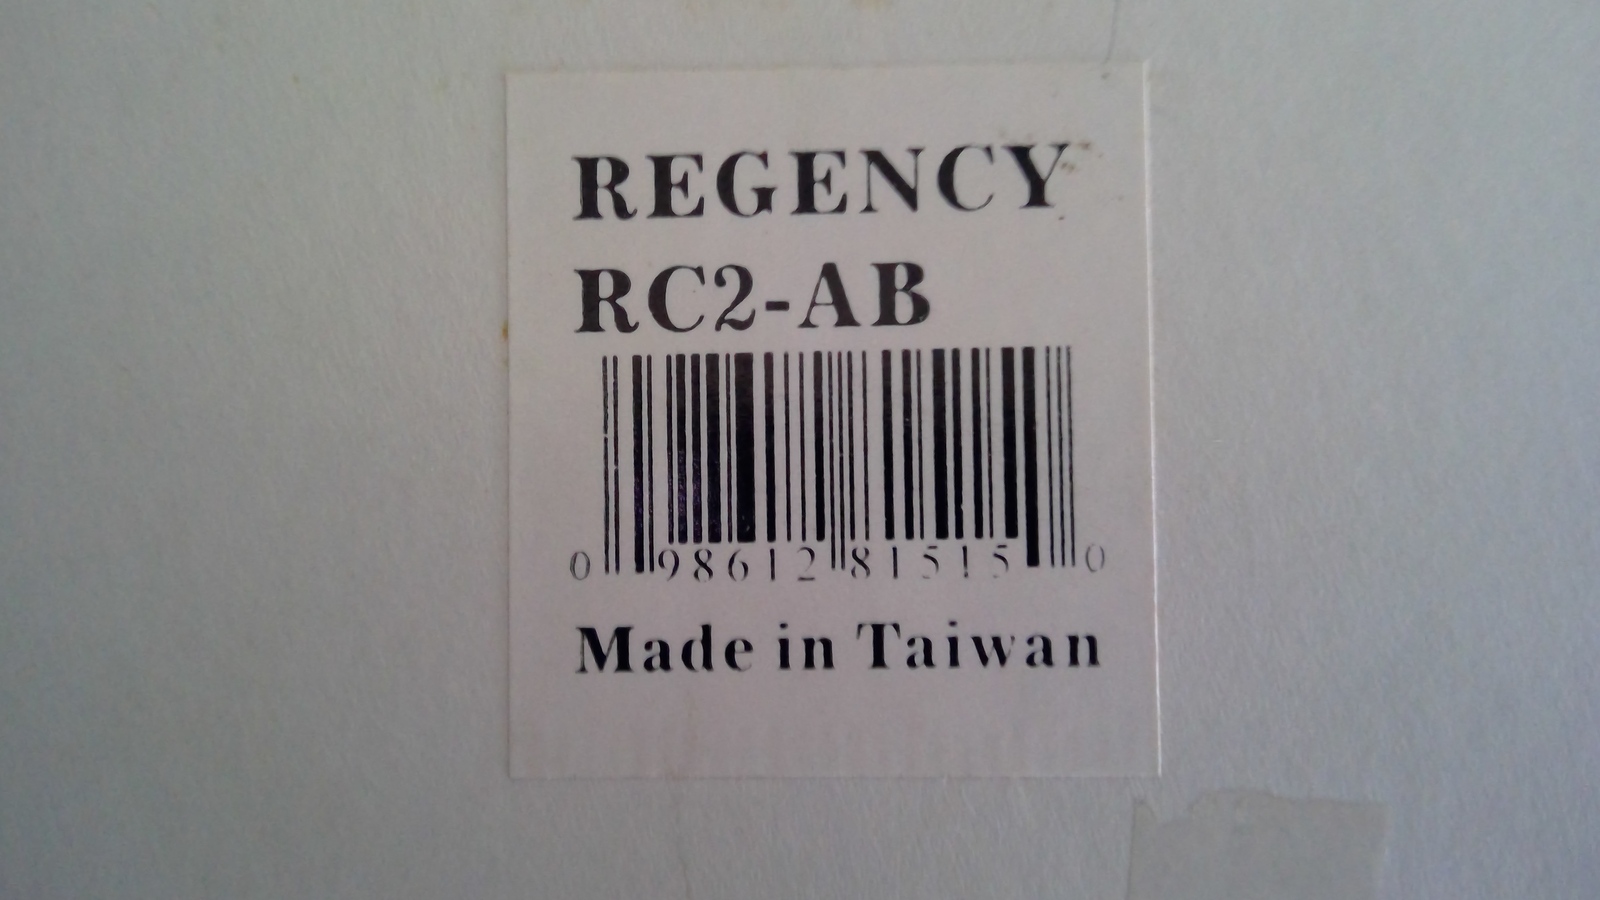 REGENCY
RC2-AB
0 98612 81515 0
Made in Taiwan